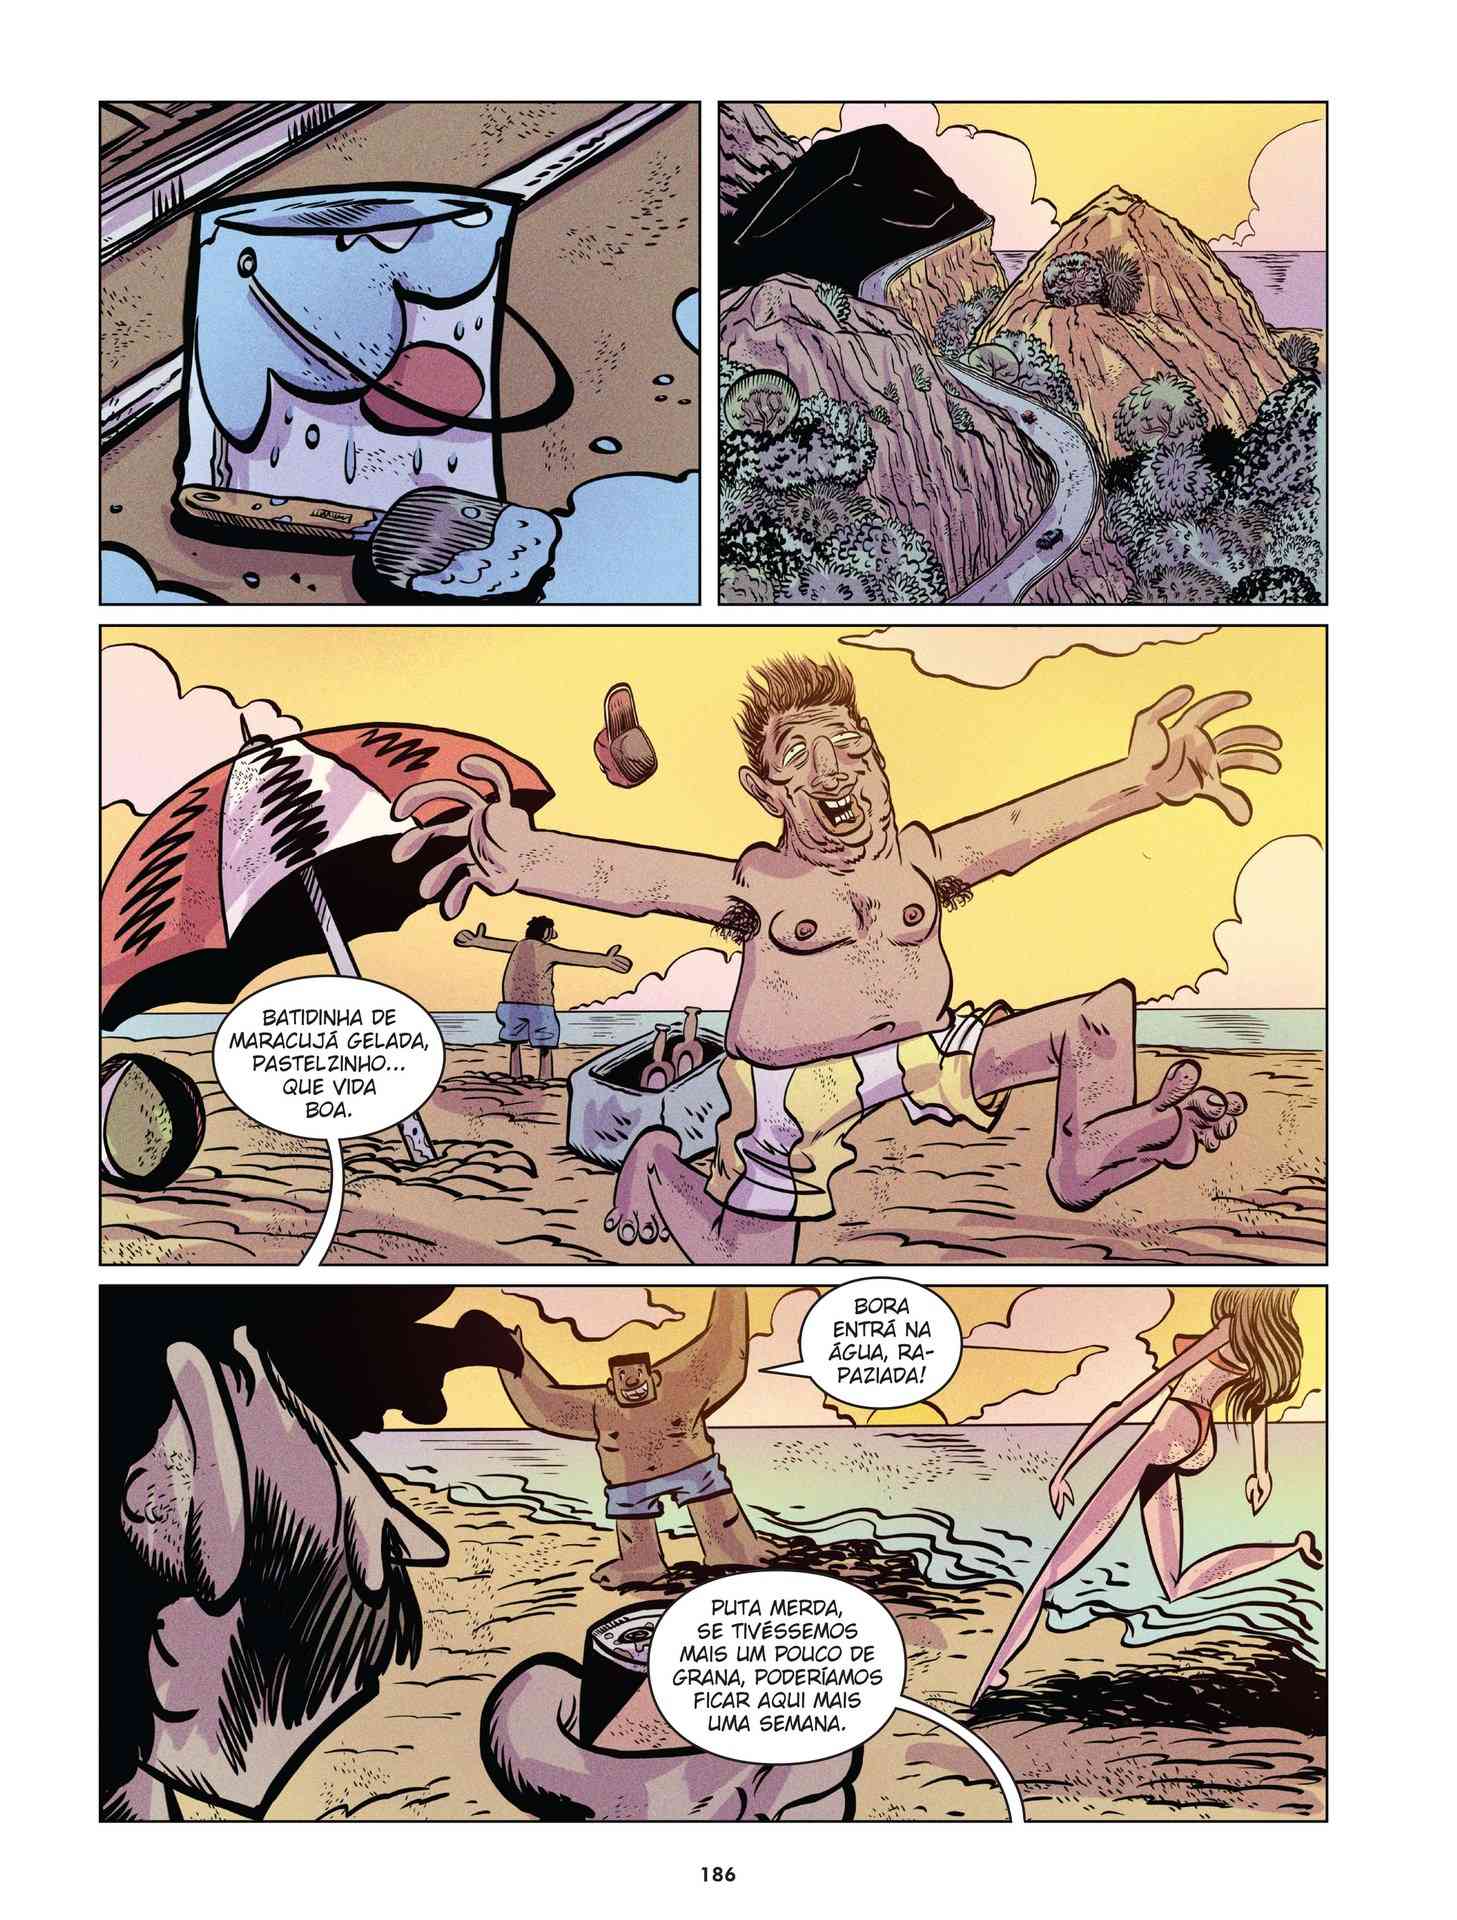 BATIDINHA DE
MARACUJÁ GELADA,
PASTELZINHO...
QUE VIDA
BOA.
BORA
ENTRÁ NA
ÁGUA, RA-
PAZIADA!
PUTA MERDA,
SE TIVÉSSEMOS
MAIS UM POUCO DE
GRANA, PODERÍAMOS
FICAR AQUI MAIS
UMA SEMANA.
186